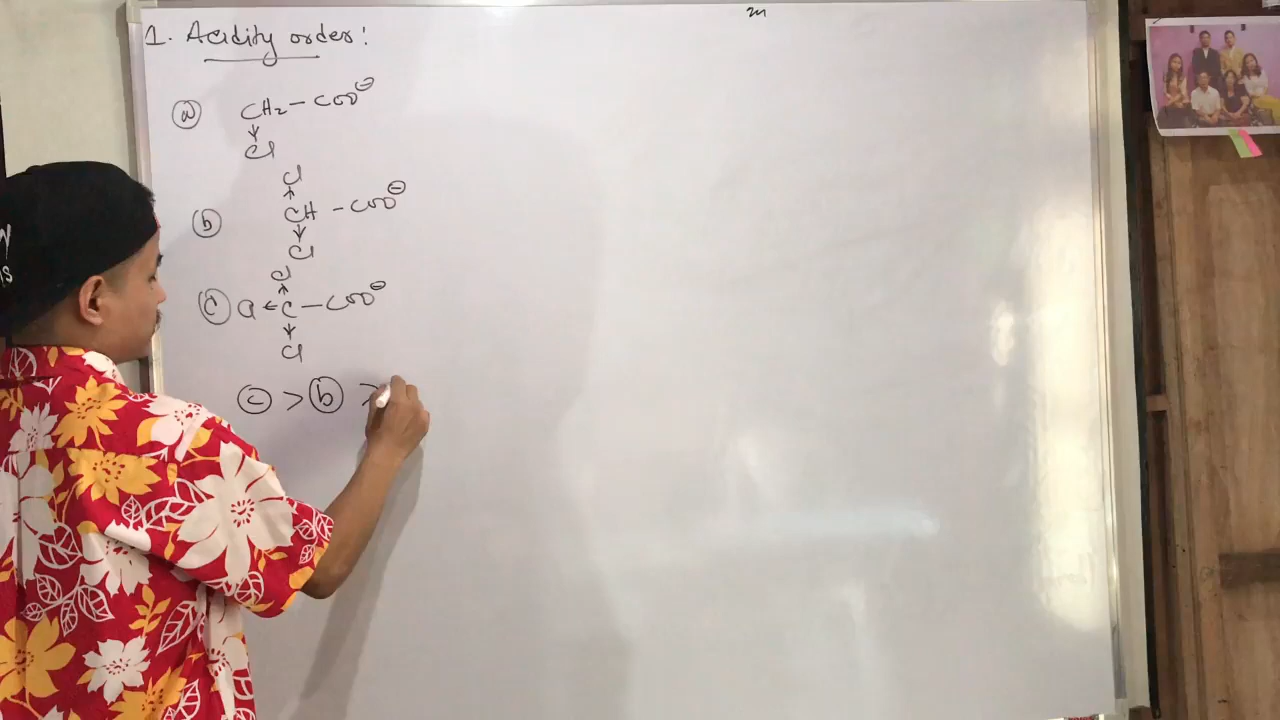 1. Acidity order:
(a) CH₂ – COO⊖
Cl
Cl
(b) CH – COO⊖
Cl
Cl
(c) Cl ← C – COO⊖
Cl
(c) > (b) >